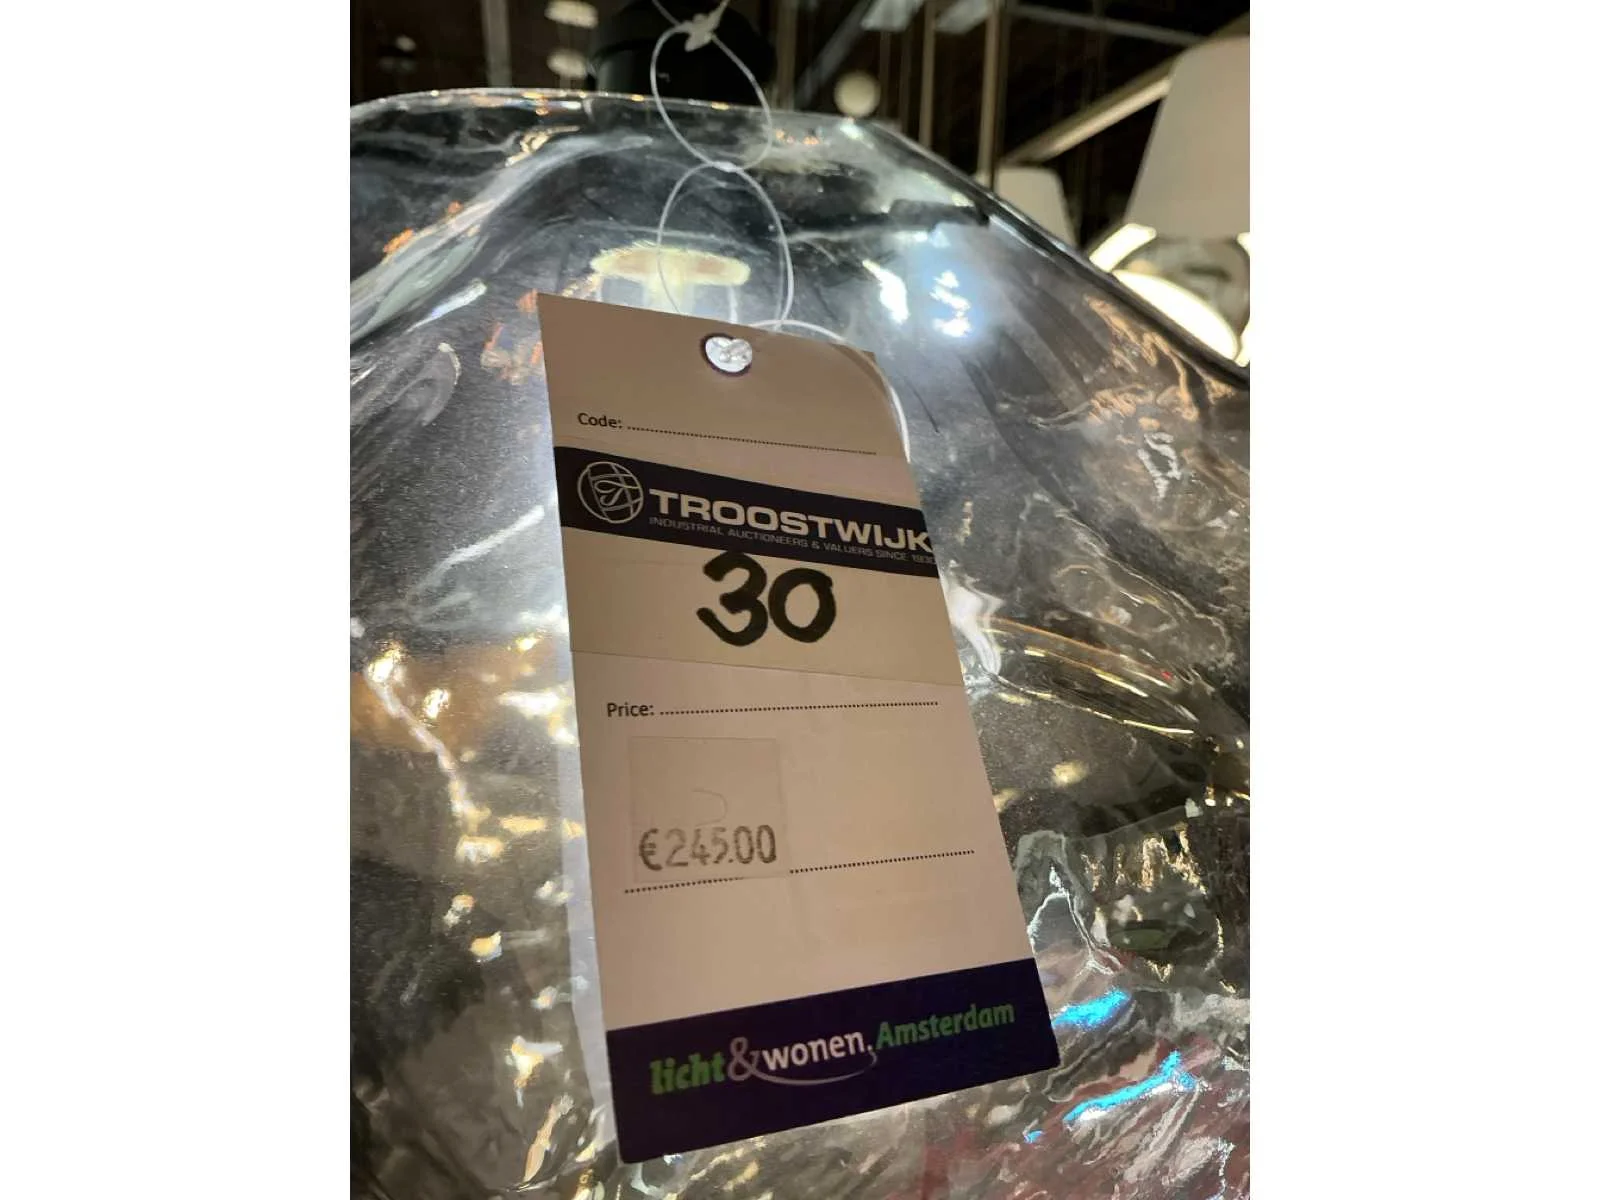 Code:
TROOSTWIJK
INDUSTRIAL AUCTIONEERS & VALUERS SINCE 1930
30
Price:
€245.00
licht&wonen.Amsterdam